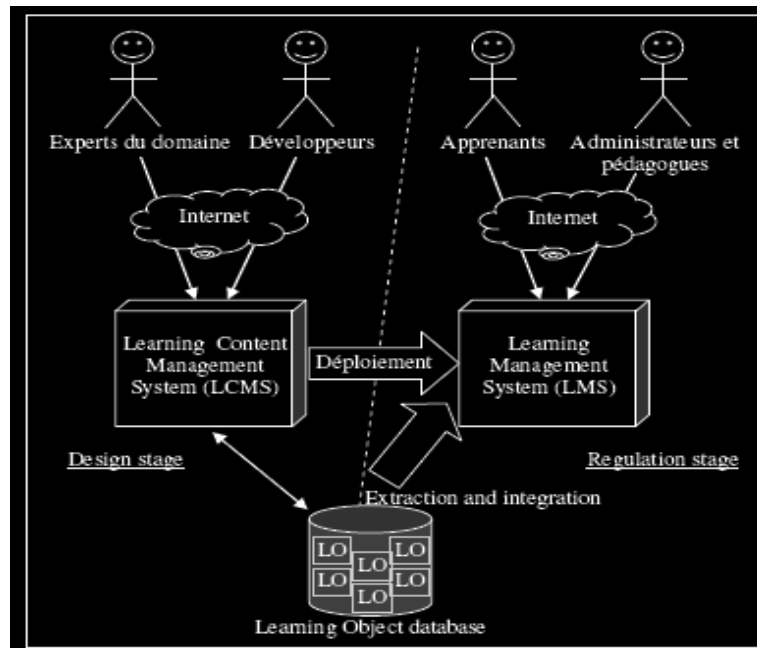 Experts du domaine
Développeurs
Apprenants
Administrateurs et
pédagogues
Internet
Internet
Learning Content
Management
System (LCMS)
Déploiement
Learning
Management
System (LMS)
Design stage
Regulation stage
Extraction and integration
LO
LO
LO
LO
LO
LO
Learning Object database